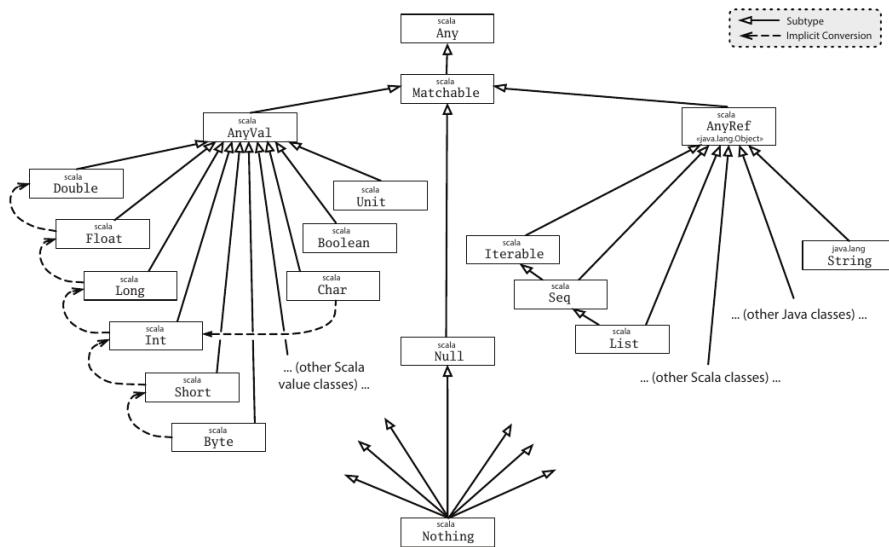 scala
Any
Subtype
Implicit Conversion
scala
Matchable
scala
AnyVal
scala
AnyRef
«java.lang.Object»
scala
Double
scala
Unit
scala
Float
scala
Boolean
scala
Iterable
java.lang
String
scala
Long
scala
Char
scala
Seq
... (other Java classes) ...
scala
Int
scala
List
scala
Null
... (other Scala
value classes) ...
... (other Scala classes) ...
scala
Short
scala
Byte
scala
Nothing